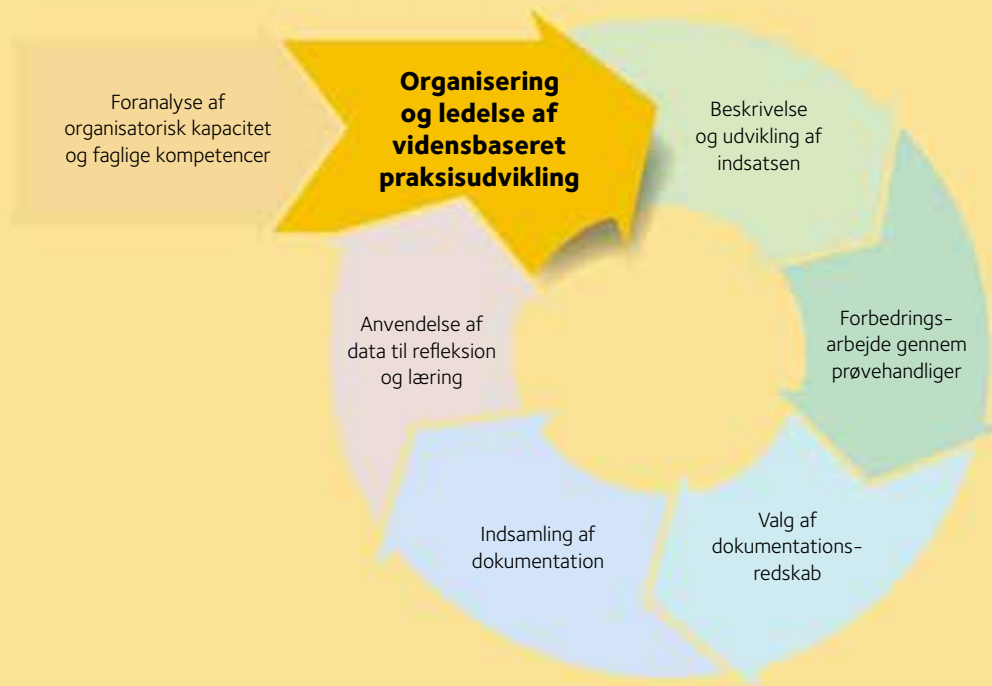 Foranalyse af
organisatorisk kapacitet
og faglige kompetencer
Organisering
og ledelse af
vidensbaseret
praksisudvikling
Beskrivelse
og udvikling af
indsatsen
Forbedrings-
arbejde gennem
prøvehandliger
Valg af
dokumentations-
redskab
Indsamling af
dokumentation
Anvendelse af
data til refleksion
og læring